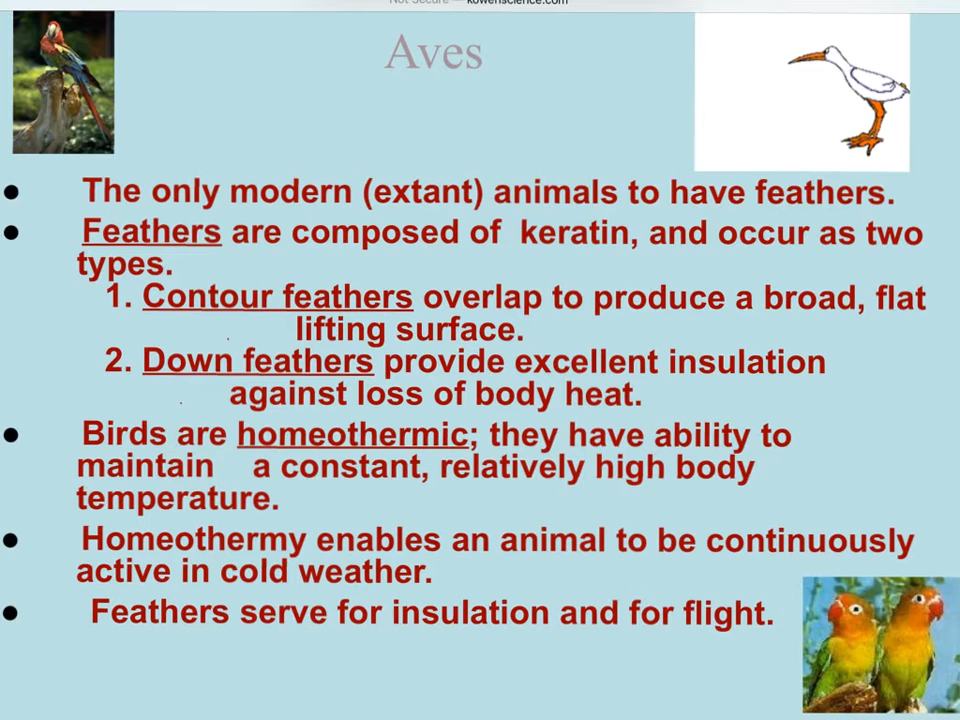 Not Secure — kowenscience.com
Aves
● The only modern (extant) animals to have feathers.
● Feathers are composed of keratin, and occur as two
types.
1. Contour feathers overlap to produce a broad, flat
lifting surface.
2. Down feathers provide excellent insulation
against loss of body heat.
● Birds are homeothermic; they have ability to
maintain a constant, relatively high body
temperature.
● Homeothermy enables an animal to be continuously
active in cold weather.
● Feathers serve for insulation and for flight.